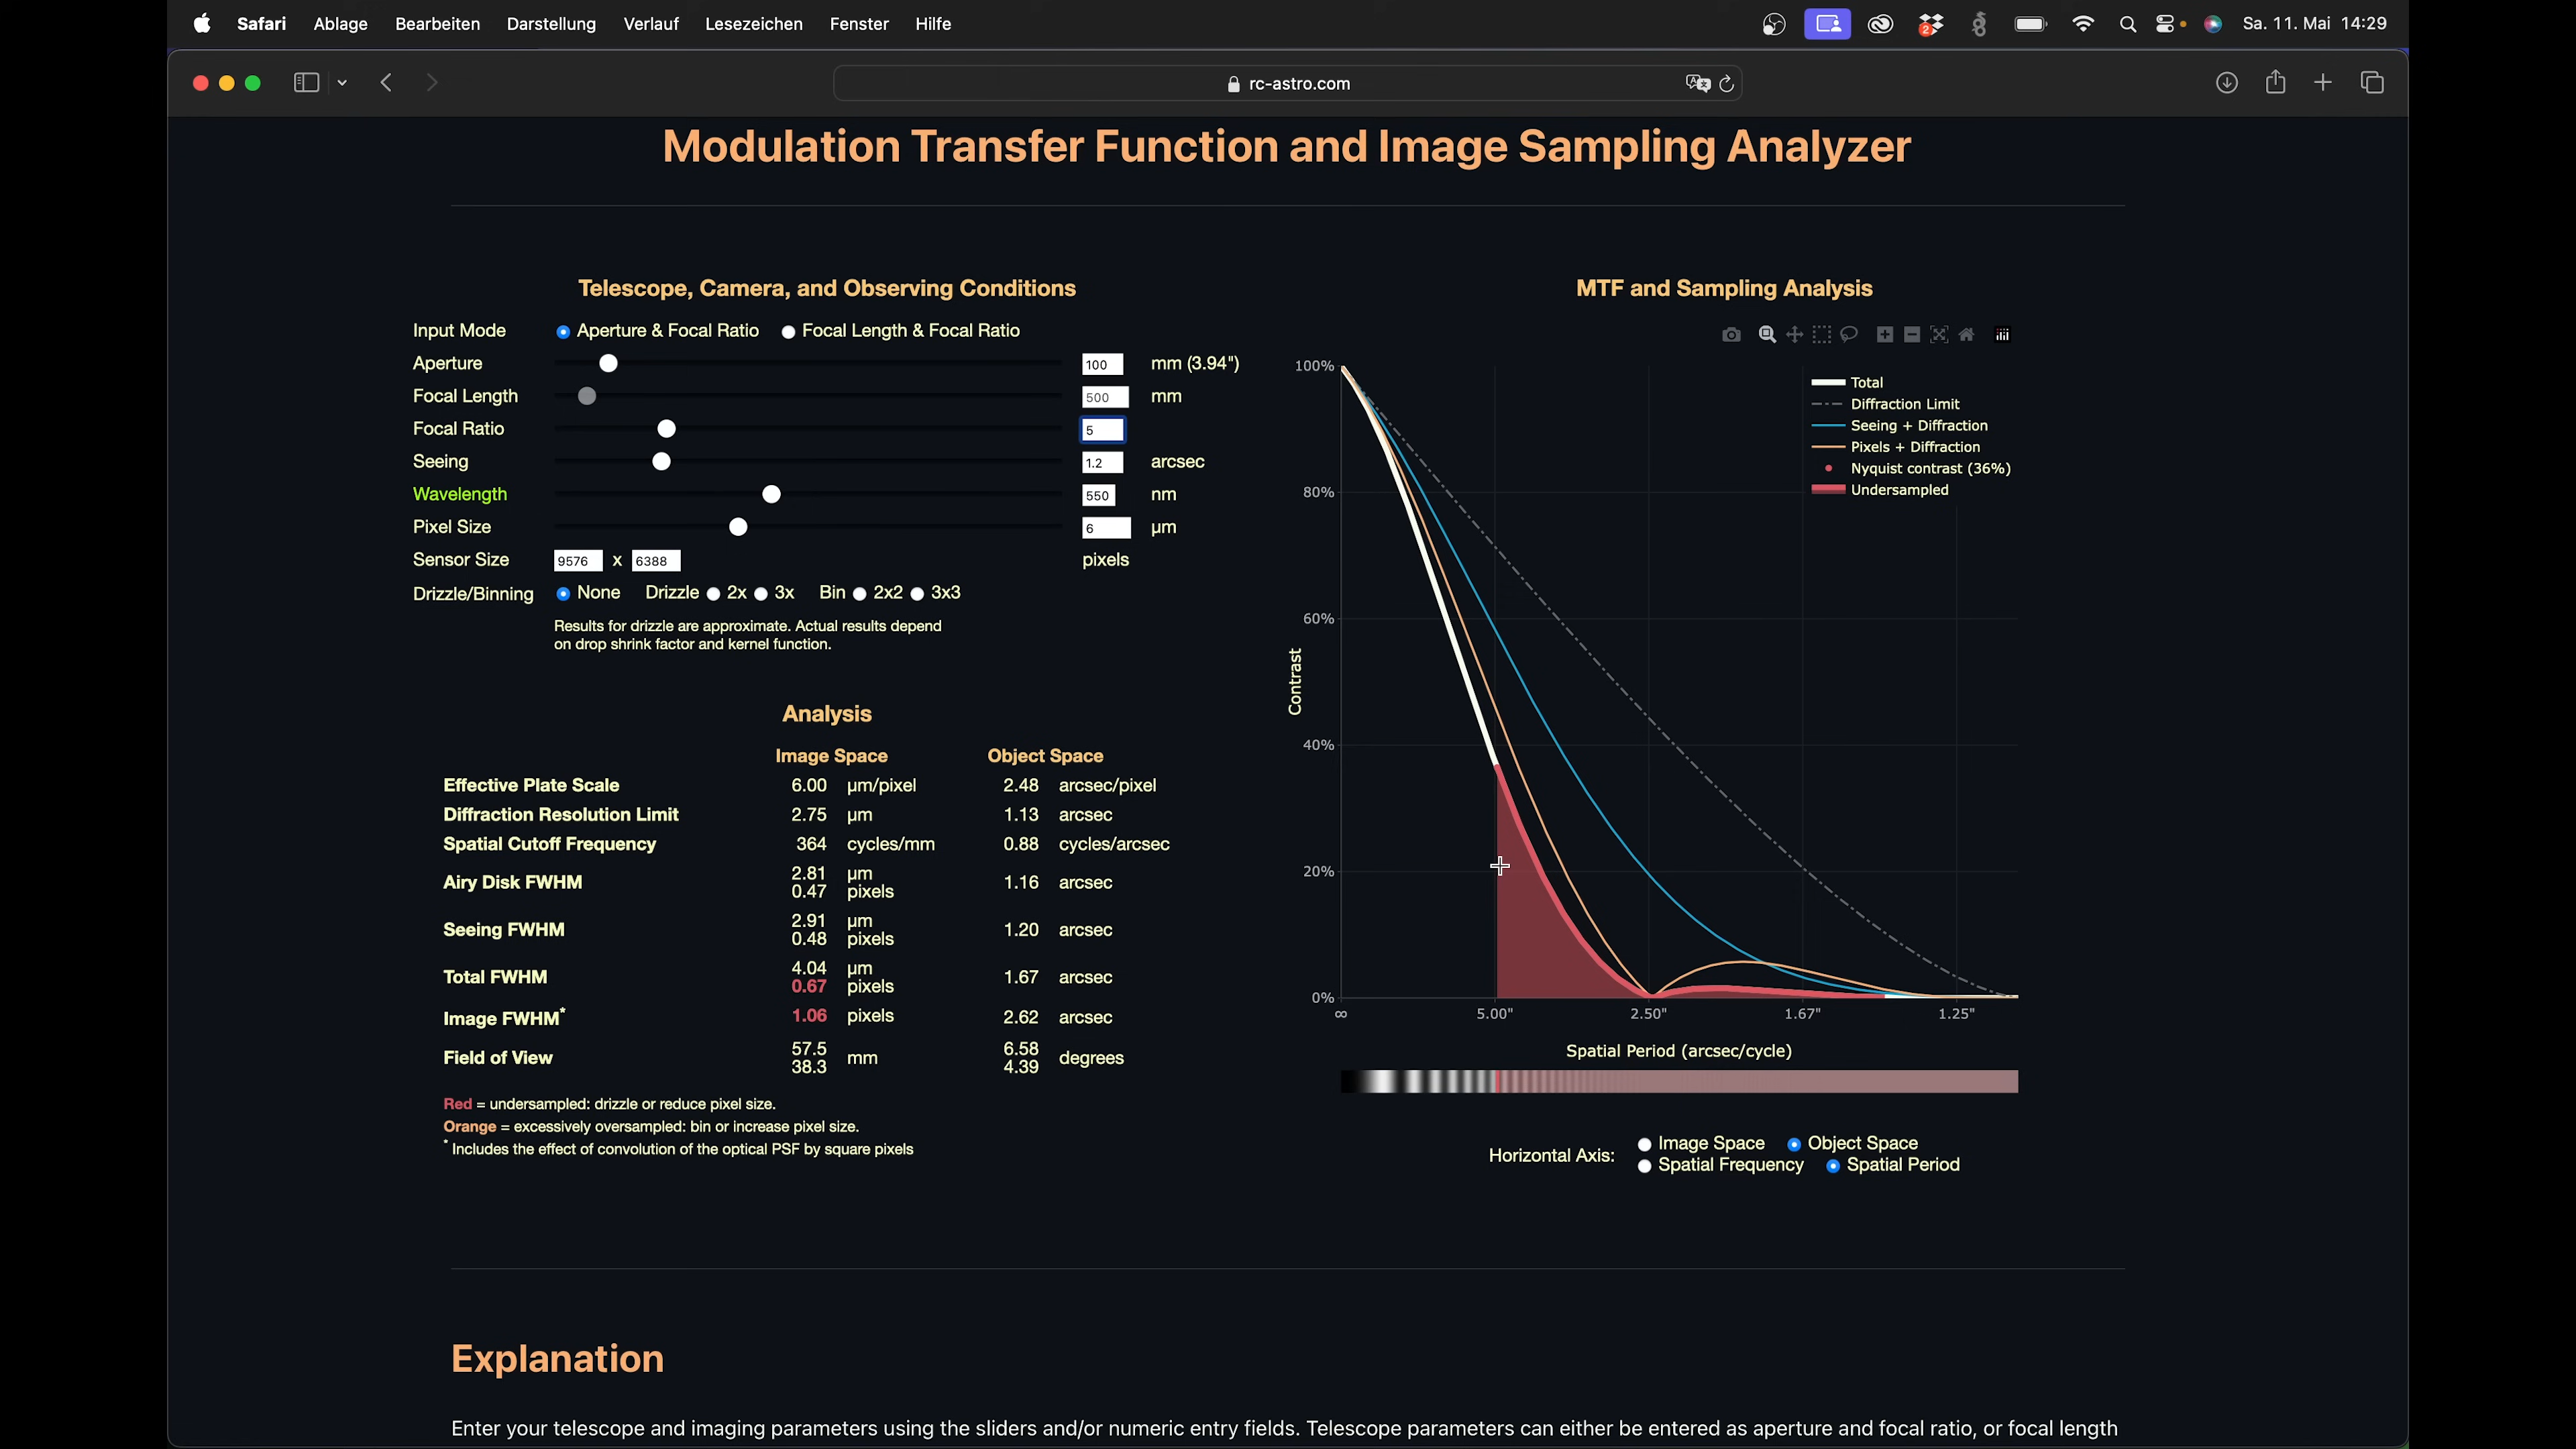 Safari Ablage Bearbeiten Darstellung Verlauf Lesezeichen Fenster Hilfe 2 Sa. 11. Mai 14:29
rc-astro.com
Modulation Transfer Function and Image Sampling Analyzer
Telescope, Camera, and Observing Conditions
Input Mode Aperture & Focal Ratio Focal Length & Focal Ratio
Aperture 100 mm (3.94")
Focal Length 500 mm
Focal Ratio 5
Seeing 1.2 arcsec
Wavelength 550 nm
Pixel Size 6 µm
Sensor Size 9576 x 6388 pixels
Drizzle/Binning None Drizzle 2x 3x Bin 2x2 3x3
Results for drizzle are approximate. Actual results depend
on drop shrink factor and kernel function.
Analysis
Image Space Object Space
Effective Plate Scale 6.00 µm/pixel 2.48 arcsec/pixel
Diffraction Resolution Limit 2.75 µm 1.13 arcsec
Spatial Cutoff Frequency 364 cycles/mm 0.88 cycles/arcsec
Airy Disk FWHM 2.81 µm 1.16 arcsec
0.47 pixels
Seeing FWHM 2.91 µm 1.20 arcsec
0.48 pixels
Total FWHM 4.04 µm 1.67 arcsec
0.67 pixels
Image FWHM* 1.06 pixels 2.62 arcsec
Field of View 57.5 mm 6.58 degrees
38.3 4.39
Red = undersampled: drizzle or reduce pixel size.
Orange = excessively oversampled: bin or increase pixel size.
* Includes the effect of convolution of the optical PSF by square pixels
MTF and Sampling Analysis
100%
80%
60%
40%
20%
0%
Contrast
Total
Diffraction Limit
Seeing + Diffraction
Pixels + Diffraction
Nyquist contrast (36%)
Undersampled
∞ 5.00" 2.50" 1.67" 1.25"
Spatial Period (arcsec/cycle)
Horizontal Axis: Image Space Object Space
Spatial Frequency Spatial Period
Explanation
Enter your telescope and imaging parameters using the sliders and/or numeric entry fields. Telescope parameters can either be entered as aperture and focal ratio, or focal length